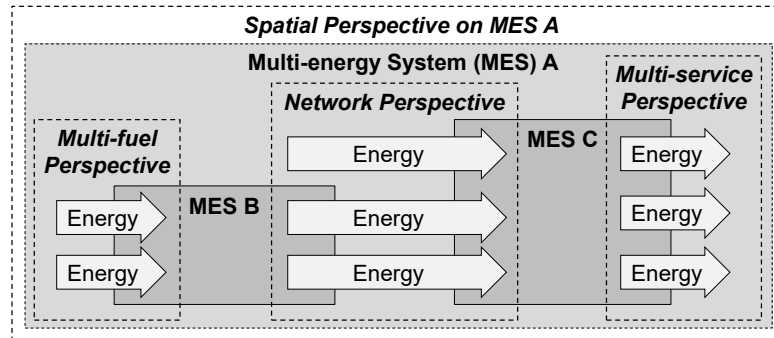 Spatial Perspective on MES A
Multi-energy System (MES) A
Multi-service
Perspective
Network Perspective
Multi-fuel
Perspective
Energy
MES C
Energy
Energy
MES B
Energy
Energy
Energy
Energy
Energy